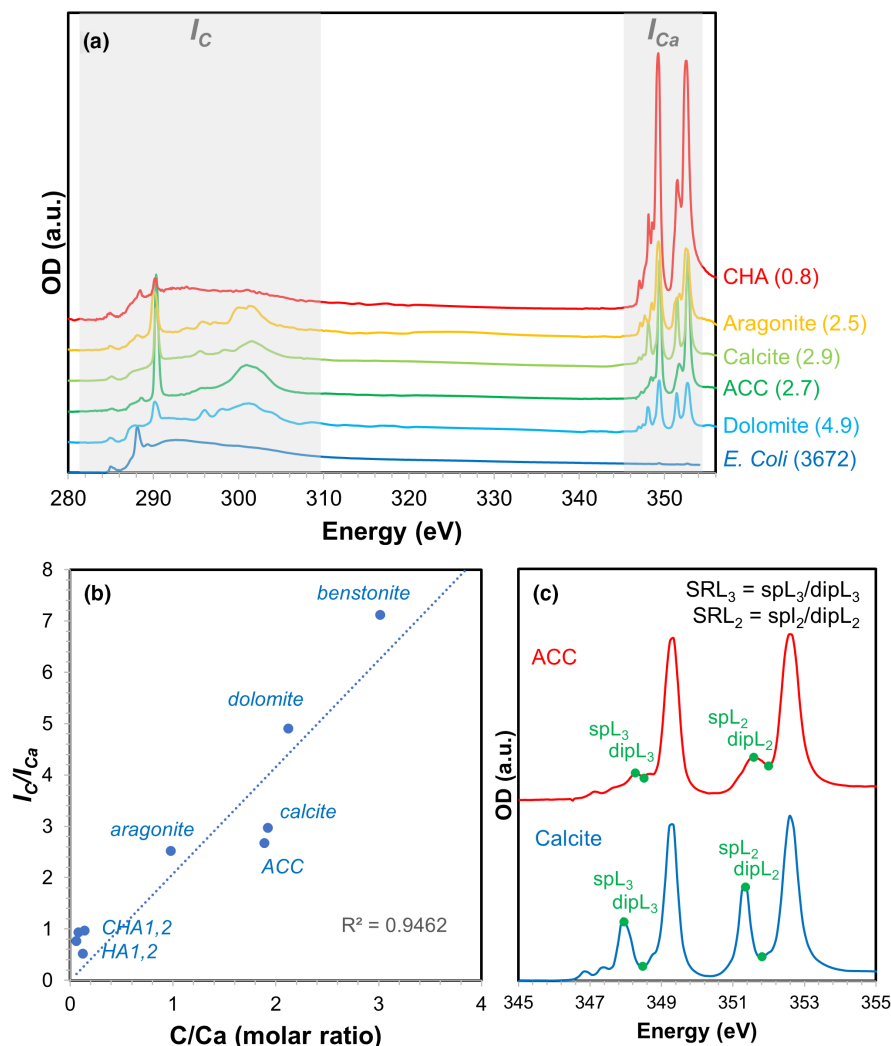 (a)
I_C
I_Ca
OD (a.u.)
CHA (0.8)
Aragonite (2.5)
Calcite (2.9)
ACC (2.7)
Dolomite (4.9)
E. Coli (3672)
280 290 300 310 320 330 340 350
Energy (eV)
(b)
8
7
6
5
4
3
2
1
0
I_C/I_Ca
benstonite
dolomite
calcite
aragonite
ACC
CHA1,2
HA1,2
R² = 0.9462
0 1 2 3 4
C/Ca (molar ratio)
(c)
SRL₃ = spL₃/dipL₃
SRL₂ = spl₂/dipL₂
ACC
spL₃
dipL₃
spL₂
dipL₂
OD (a.u.)
Calcite
spL₃
dipL₃
spL₂
dipL₂
345 347 349 351 353 355
Energy (eV)